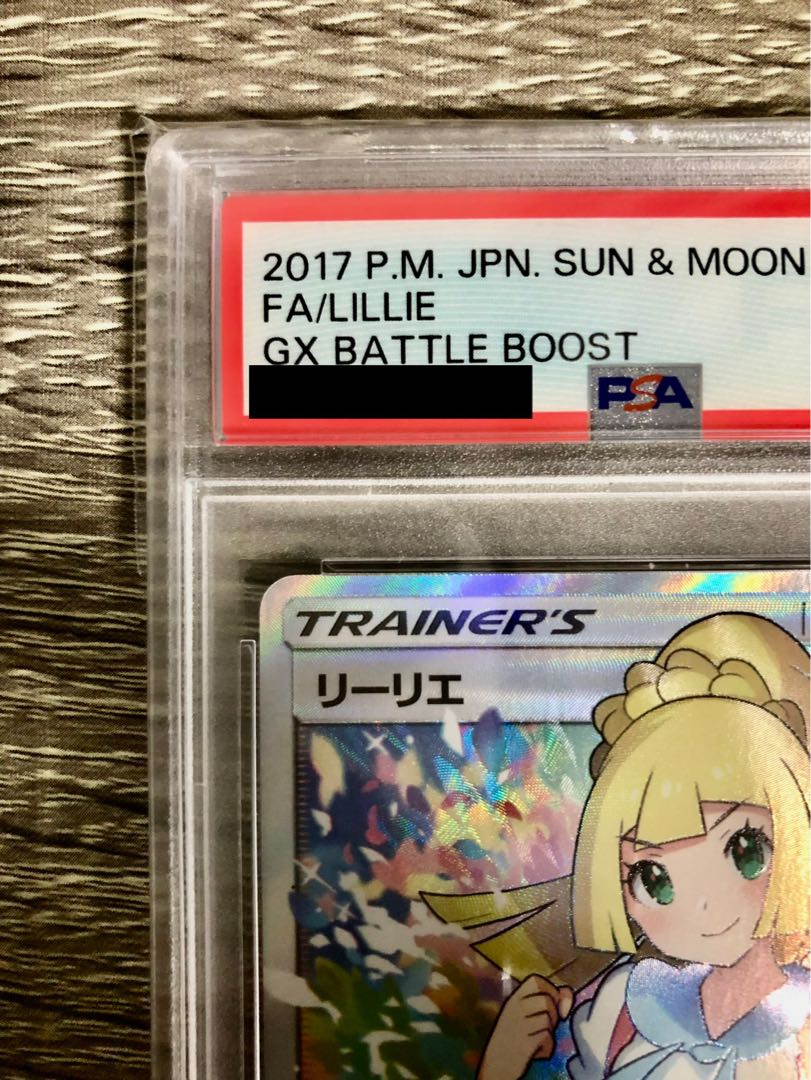 2017 P.M. JPN. SUN & MOON
FA/LILLIE
GX BATTLE BOOST
PSA
TRAINER'S
リーリエ